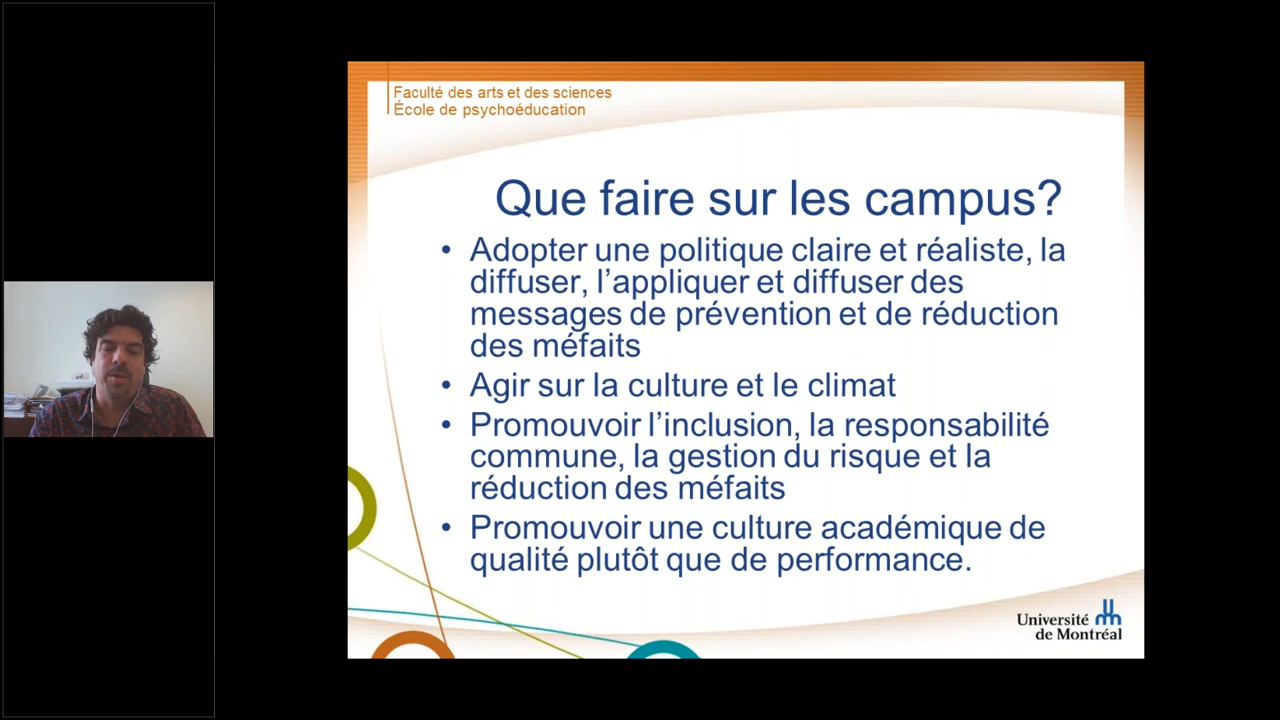 Faculté des arts et des sciences
École de psychoéducation
Que faire sur les campus?
• Adopter une politique claire et réaliste, la
diffuser, l’appliquer et diffuser des
messages de prévention et de réduction
des méfaits
• Agir sur la culture et le climat
• Promouvoir l’inclusion, la responsabilité
commune, la gestion du risque et la
réduction des méfaits
• Promouvoir une culture académique de
qualité plutôt que de performance.
Université
de Montréal